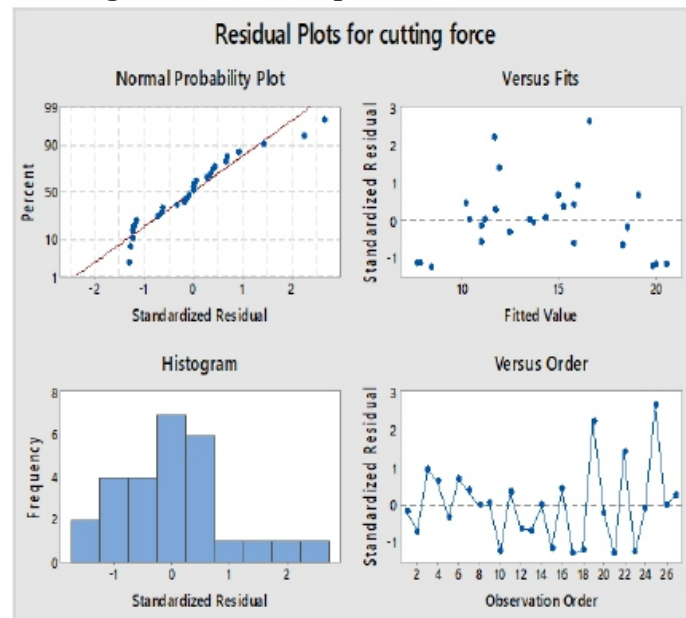 Residual Plots for cutting force
Normal Probability Plot
99
90
50
10
1
Percent
-2 -1 0 1 2
Standardized Residual
Versus Fits
3
2
1
0
-1
Standardized Residual
10 15 20
Fitted Value
Histogram
8
6
4
2
0
Frequency
-1 0 1 2
Standardized Residual
Versus Order
3
2
1
0
-1
Standardized Residual
2 4 6 8 10 12 14 16 18 20 22 24 26
Observation Order